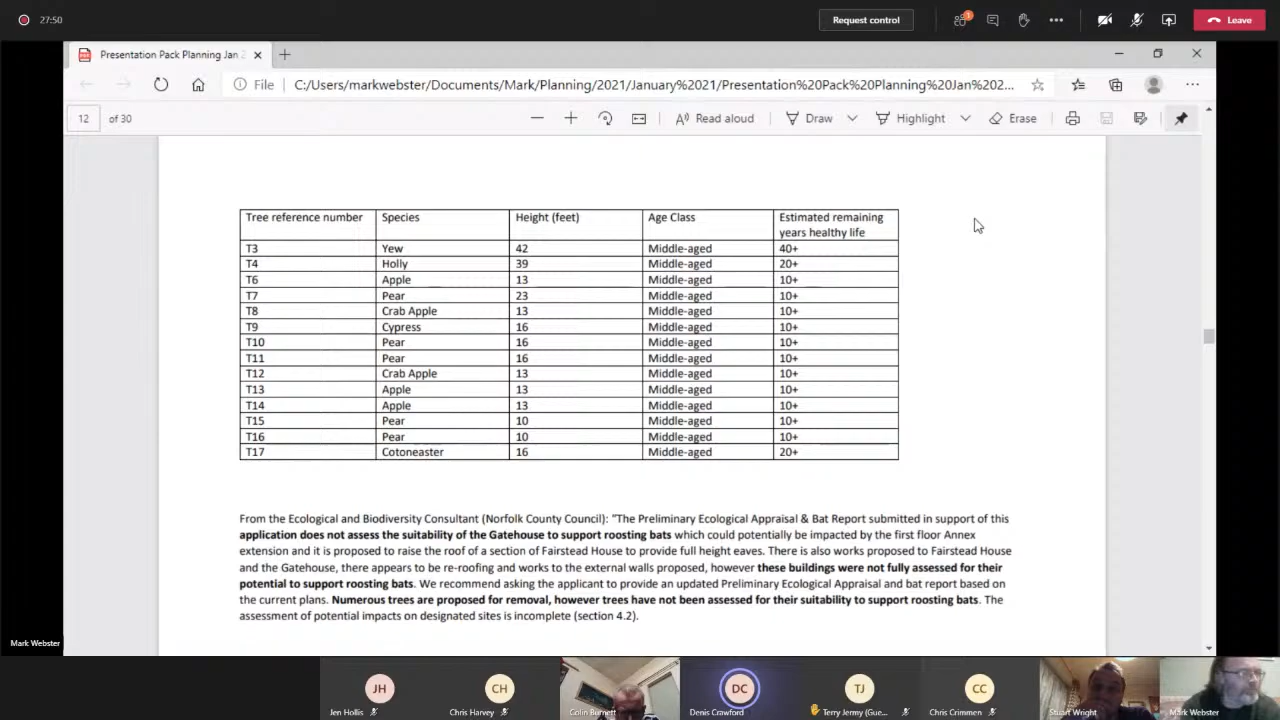 27:50
Request control
1
Leave
Presentation Pack Planning Jan 2
File
C:/Users/markwebster/Documents/Mark/Planning/2021/January%2021/Presentation%20Pack%20Planning%20Jan%202...
12 of 30
Read aloud
Draw
Highlight
Erase
Tree reference number Species Height (feet) Age Class Estimated remaining years healthy life
T3 Yew 42 Middle-aged 40+
T4 Holly 39 Middle-aged 20+
T6 Apple 13 Middle-aged 10+
T7 Pear 23 Middle-aged 10+
T8 Crab Apple 13 Middle-aged 10+
T9 Cypress 16 Middle-aged 10+
T10 Pear 16 Middle-aged 10+
T11 Pear 16 Middle-aged 10+
T12 Crab Apple 13 Middle-aged 10+
T13 Apple 13 Middle-aged 10+
T14 Apple 13 Middle-aged 10+
T15 Pear 10 Middle-aged 10+
T16 Pear 10 Middle-aged 10+
T17 Cotoneaster 16 Middle-aged 20+
From the Ecological and Biodiversity Consultant (Norfolk County Council): "The Preliminary Ecological Appraisal & Bat Report submitted in support of this
application does not assess the suitability of the Gatehouse to support roosting bats which could potentially be impacted by the first floor Annex
extension and it is proposed to raise the roof of a section of Fairstead House to provide full height eaves. There is also works proposed to Fairstead House
and the Gatehouse, there appears to be re-roofing and works to the external walls proposed, however these buildings were not fully assessed for their
potential to support roosting bats. We recommend asking the applicant to provide an updated Preliminary Ecological Appraisal and bat report based on
the current plans. Numerous trees are proposed for removal, however trees have not been assessed for their suitability to support roosting bats. The
assessment of potential impacts on designated sites is incomplete (section 4.2).
Mark Webster
JH
Jen Hollis
CH
Chris Harvey
Colin Burnett
DC
Denis Crawford
TJ
Terry Jermy (Gue...
CC
Chris Crimmen
Stuart Wright
Mark Webster